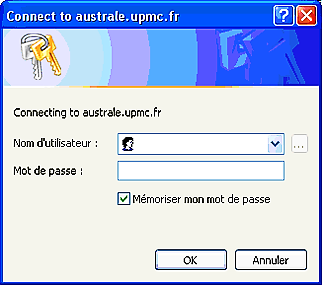 Connect to australe.upmc.fr
Connecting to australe.upmc.fr
Nom d'utilisateur :
...
Mot de passe :
Mémoriser mon mot de passe
OK
Annuler